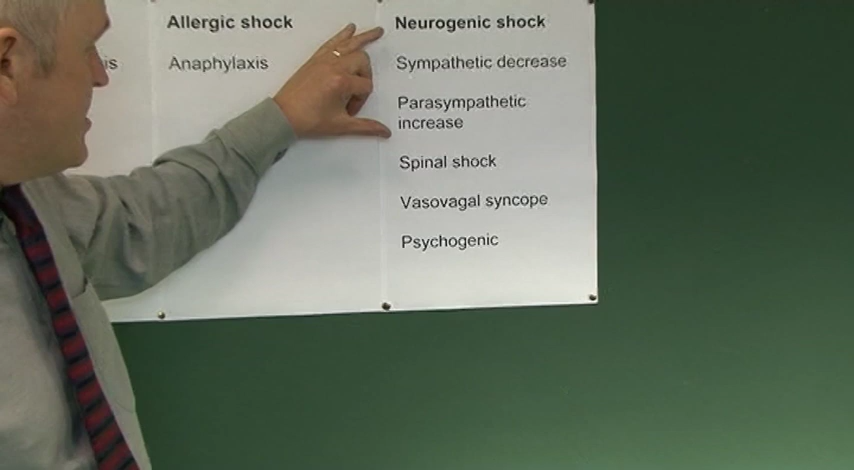 Allergic shock
Anaphylaxis
Neurogenic shock
Sympathetic decrease
Parasympathetic
increase
Spinal shock
Vasovagal syncope
Psychogenic